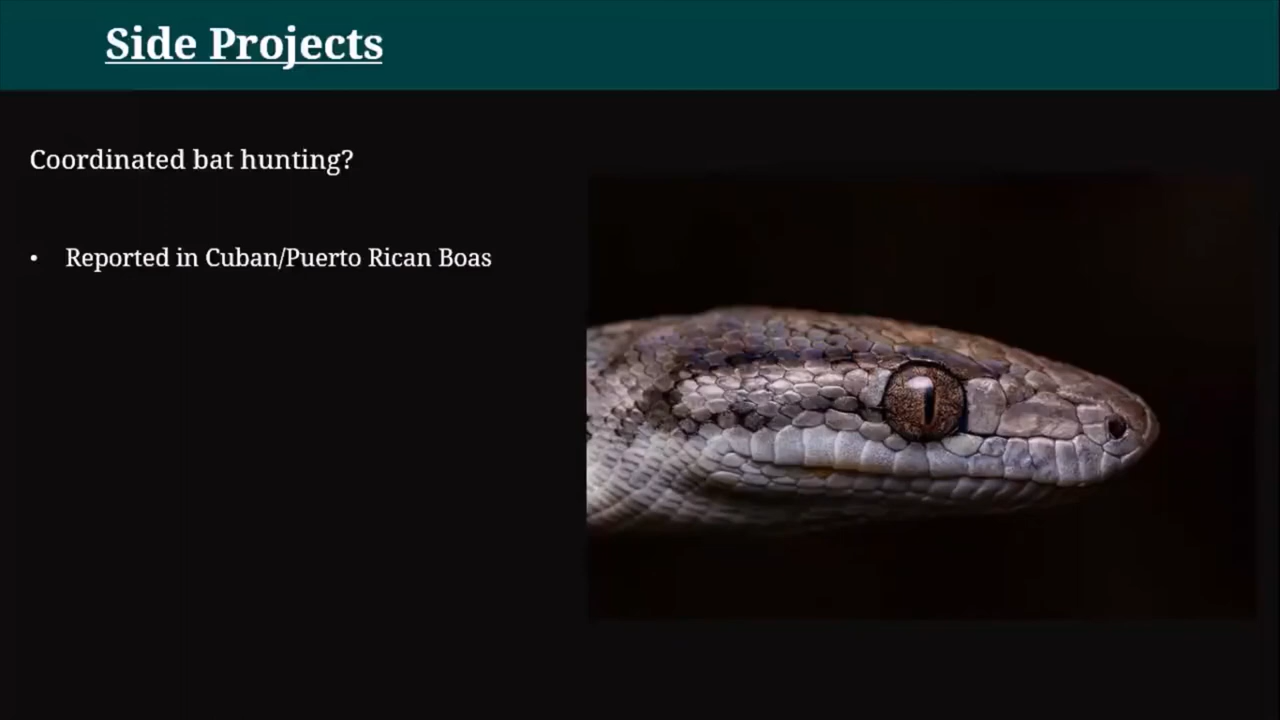 Side Projects
Coordinated bat hunting?
• Reported in Cuban/Puerto Rican Boas